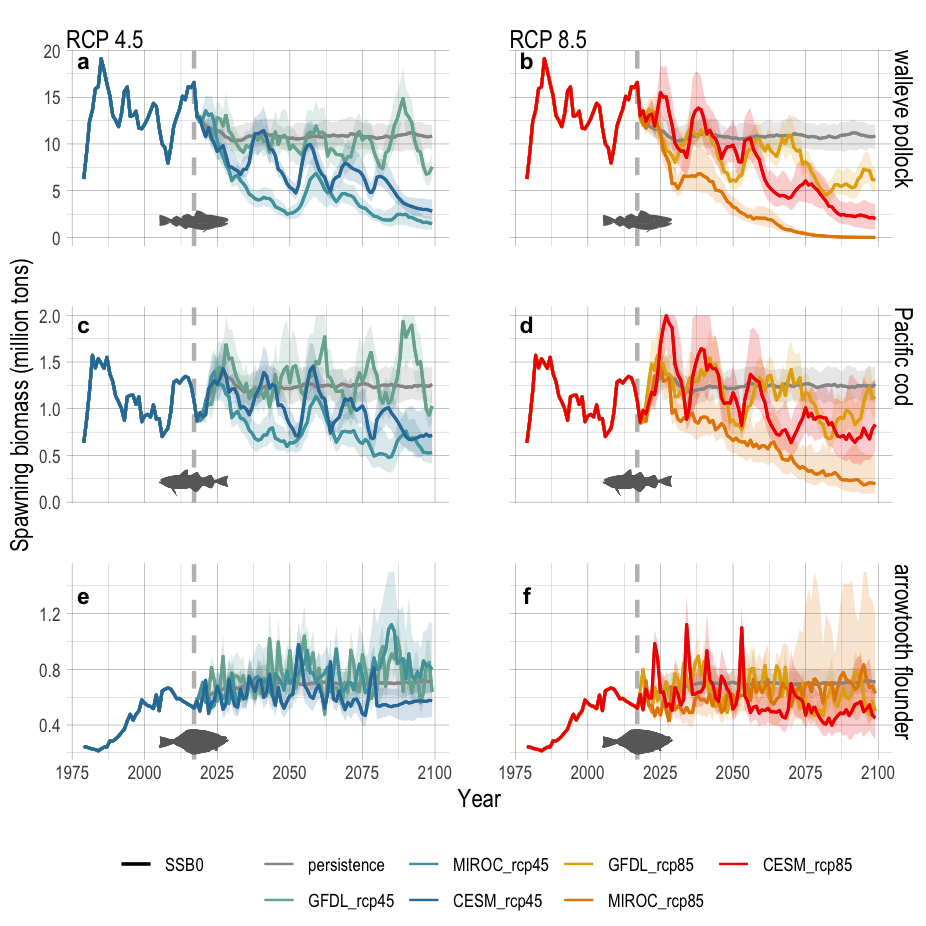 RCP 4.5 RCP 8.5
a b
20
15
10
5
0
walleye pollock
c d
2.0
1.5
1.0
0.5
0.0
Pacific cod
e f
1.2
0.8
0.4
arrowtooth flounder
Spawning biomass (million tons)
1975 2000 2025 2050 2075 2100 1975 2000 2025 2050 2075 2100
Year
SSB0 persistence MIROC_rcp45 GFDL_rcp85 CESM_rcp85
GFDL_rcp45 CESM_rcp45 MIROC_rcp85